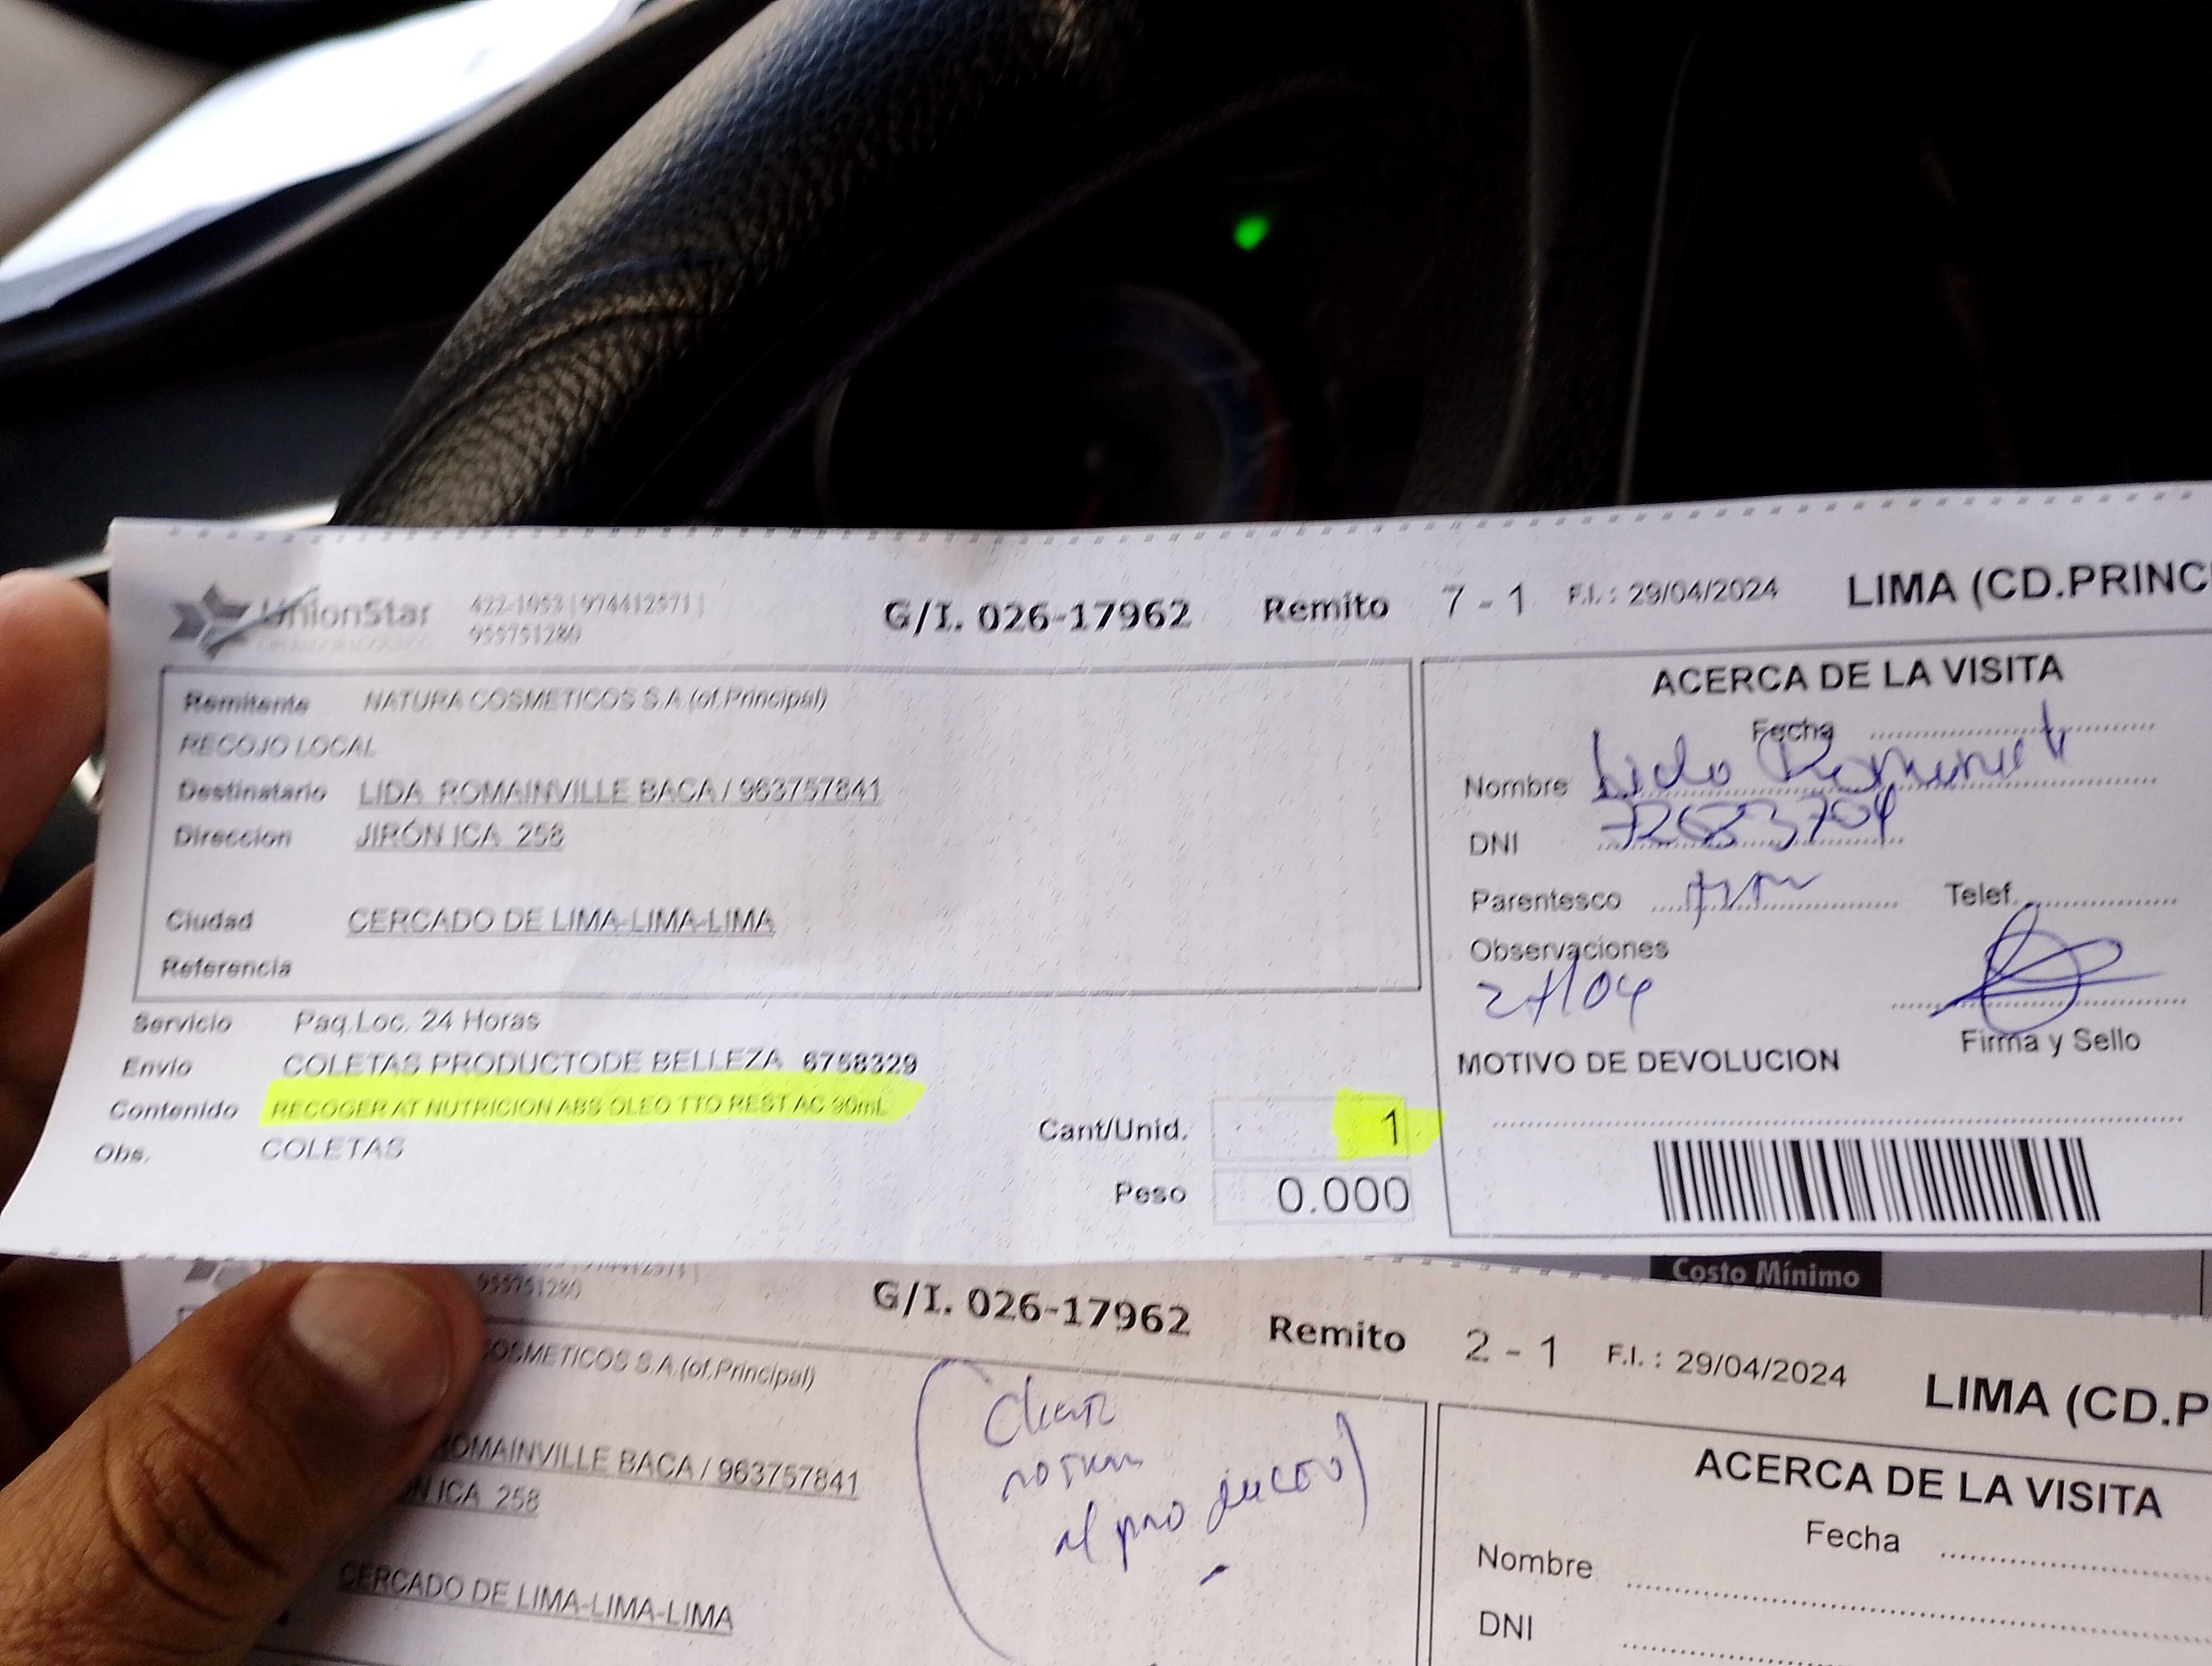 UnionStar 422-1053 | 974412571 |
955751280
G/I. 026-17962 Remito 7 - 1 F.I. : 29/04/2024 LIMA (CD.PRINC
Remitente NATURA COSMETICOS S.A.(of.Principal)
RECOJO LOCAL
Destinatario LIDA ROMAINVILLE BACA / 963757841
Direccion JIRÓN ICA 258
Ciudad CERCADO DE LIMA-LIMA-LIMA
Referencia
Servicio Paq.Loc. 24 Horas
Envio COLETAS PRODUCTODE BELLEZA 6758329
Contenido RECOGER AT NUTRICION ABS OLEO TTO REST AC 90mL
Obs. COLETAS
Cant/Unid. 1
Peso 0.000
ACERCA DE LA VISITA
Fecha
Nombre Lida
DNI
Parentesco
Telef.
Observaciones
Firma y Sello
MOTIVO DE DEVOLUCION
Costo Mínimo
955751280
G/I. 026-17962 Remito 2 - 1 F.I. : 29/04/2024 LIMA (CD.P
OSMETICOS S.A.(of.Principal)
ROMAINVILLE BACA / 963757841
N ICA 258
CERCADO DE LIMA-LIMA-LIMA
al producto
ACERCA DE LA VISITA
Fecha
Nombre
DNI